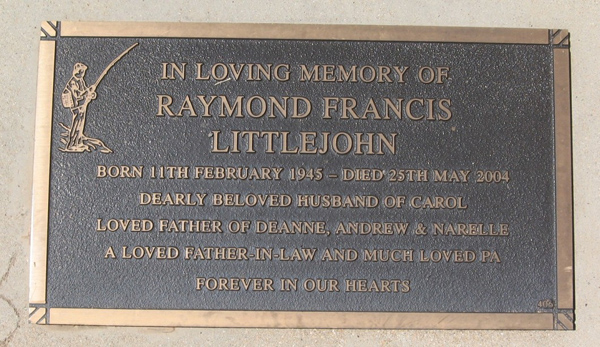 IN LOVING MEMORY OF
RAYMOND FRANCIS
LITTLEJOHN
BORN 11TH FEBRUARY 1945 – DIED 25TH MAY 2004
DEARLY BELOVED HUSBAND OF CAROL
LOVED FATHER OF DEANNE, ANDREW & NARELLE
A LOVED FATHER-IN-LAW AND MUCH LOVED PA
FOREVER IN OUR HEARTS